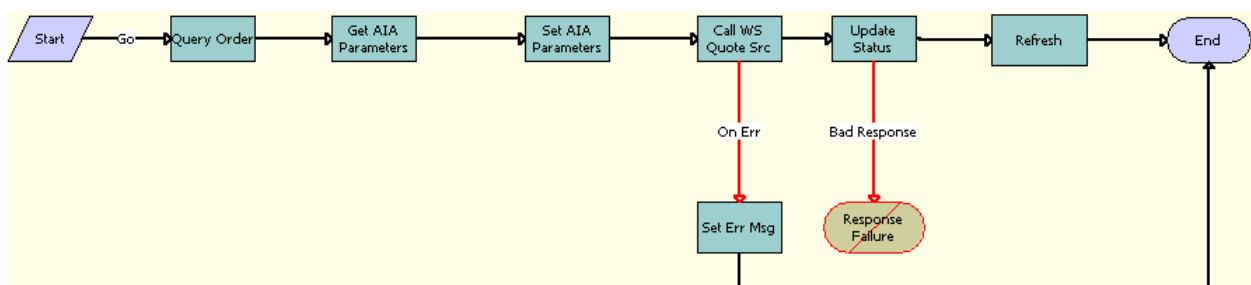 Start
Go
Query Order
Get AIA
Parameters
Set AIA
Parameters
Call WS
Quote Src
Update
Status
Refresh
End
On Err
Bad Response
Set Err Msg
Response
Failure